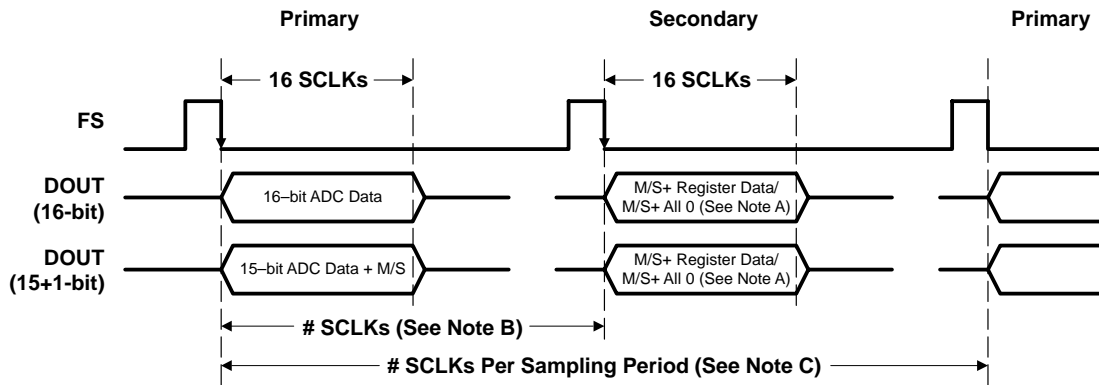 Primary
Secondary
Primary
16 SCLKs
16 SCLKs
FS
DOUT
(16-bit)
16–bit ADC Data
M/S+ Register Data/
M/S+ All 0 (See Note A)
DOUT
(15+1-bit)
15–bit ADC Data + M/S
M/S+ Register Data/
M/S+ All 0 (See Note A)
# SCLKs (See Note B)
# SCLKs Per Sampling Period (See Note C)